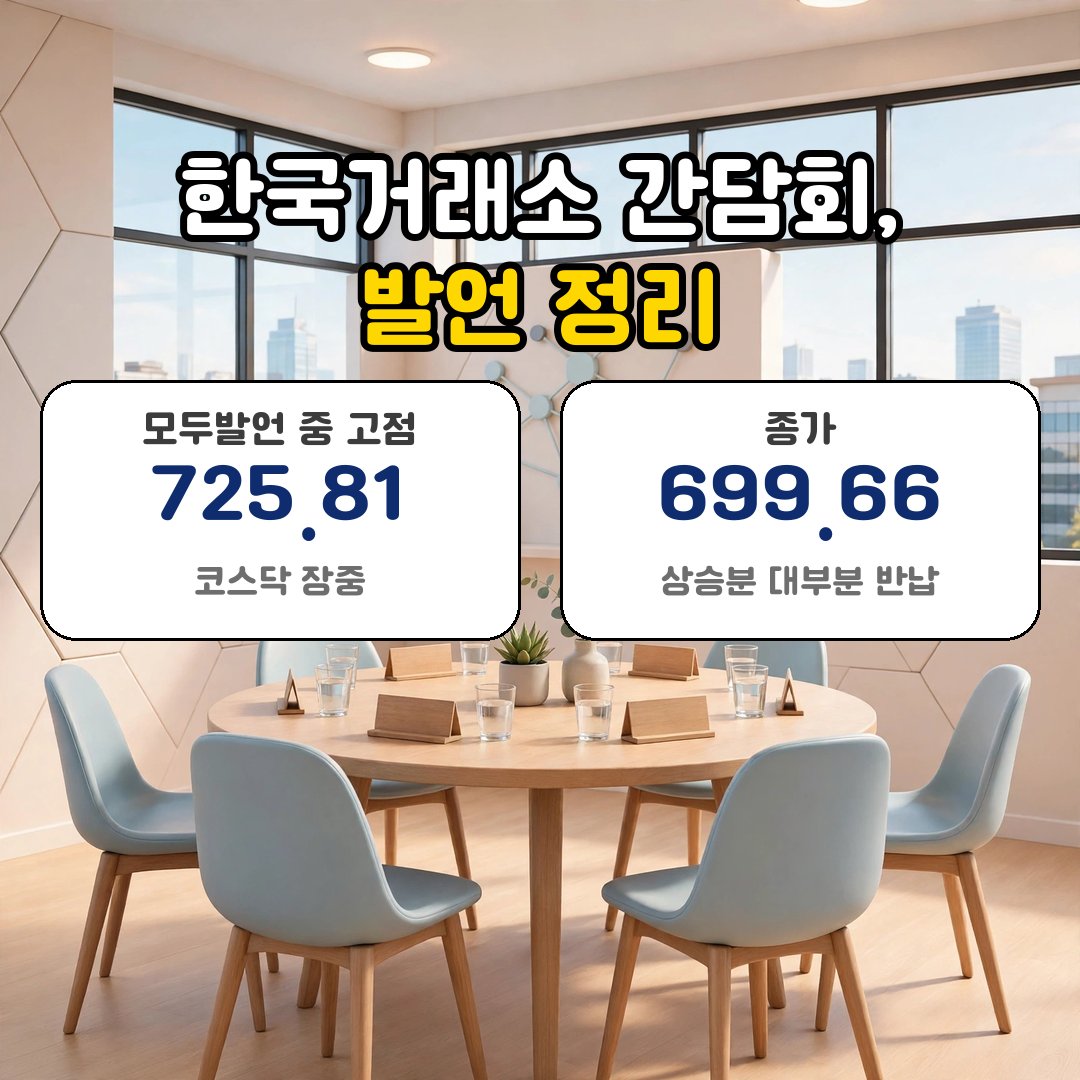 한국거래소 간담회,
발언 정리
모두발언 중 고점
725.81
코스닥 장중
종가
699.66
상승분 대부분 반납